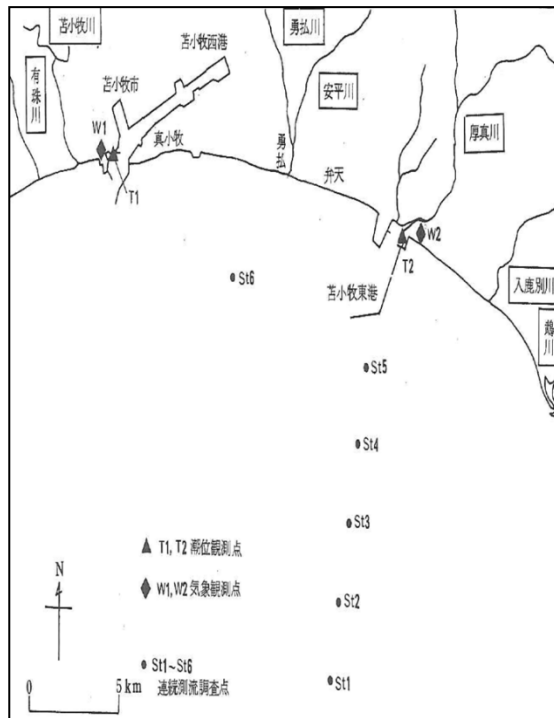 苫小牧川
苫小牧西港
勇払川
有珠川
苫小牧市
安平川
厚真川
W1
真小牧
勇払
弁天
T1
W2
T2
入鹿別川
苫小牧東港
鵡川
St6
St5
St4
St3
St2
St1
T1, T2 潮位観測点
W1, W2 気象観測点
St1~St6
連続測流調査点
N
0 5 km